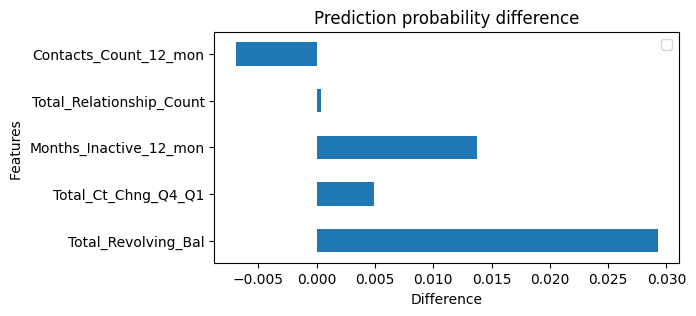 Prediction probability difference
Contacts_Count_12_mon
Total_Relationship_Count
Months_Inactive_12_mon
Total_Ct_Chng_Q4_Q1
Total_Revolving_Bal
Features
−0.005 0.000 0.005 0.010 0.015 0.020 0.025 0.030
Difference